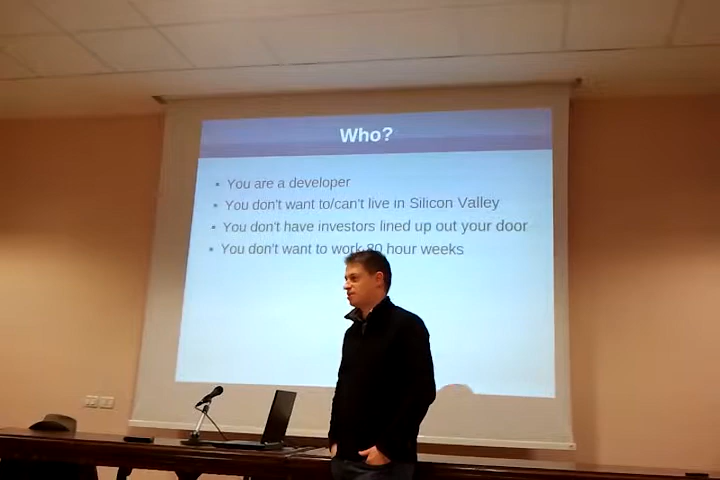 Who?
• You are a developer
• You don't want to/can't live in Silicon Valley
• You don't have investors lined up out your door
• You don't want to work 80 hour weeks